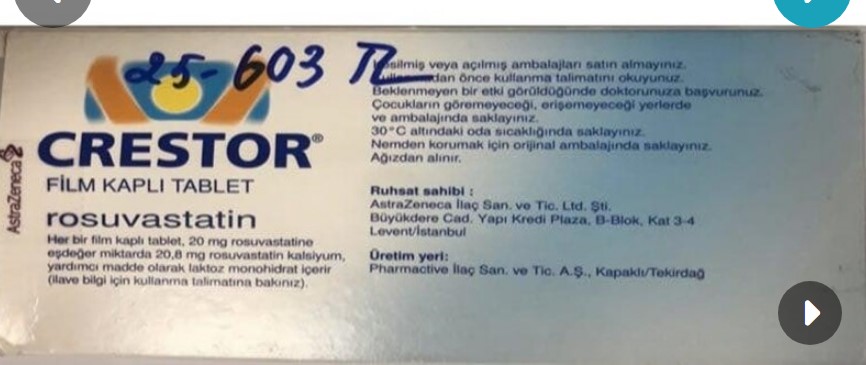 25-603 TL
CRESTOR®
FİLM KAPLI TABLET
rosuvastatin
Her bir film kaplı tablet, 20 mg rosuvastatine
eşdeğer miktarda 20,8 mg rosuvastatin kalsiyum,
yardımcı madde olarak laktoz monohidrat içerir
(ilave bilgi için kullanma talimatına bakınız).
AstraZeneca
veya açılmış ambalajları satın almayınız.
önce kullanma talimatını okuyunuz.
Beklenmeyen bir etki görüldüğünde doktorunuza başvurunuz.
Çocukların göremeyeceği, erişemeyeceği yerlerde
ve ambalajında saklayınız.
30°C altındaki oda sıcaklığında saklayınız.
Nemden korumak için orijinal ambalajında saklayınız.
Ağızdan alınır.
Ruhsat sahibi :
AstraZeneca İlaç San. ve Tic. Ltd. Şti.
Büyükdere Cad. Yapı Kredi Plaza, B-Blok, Kat 3-4
Levent/İstanbul
Üretim yeri:
Pharmactive İlaç San. ve Tic. A.Ş., Kapaklı/Tekirdağ